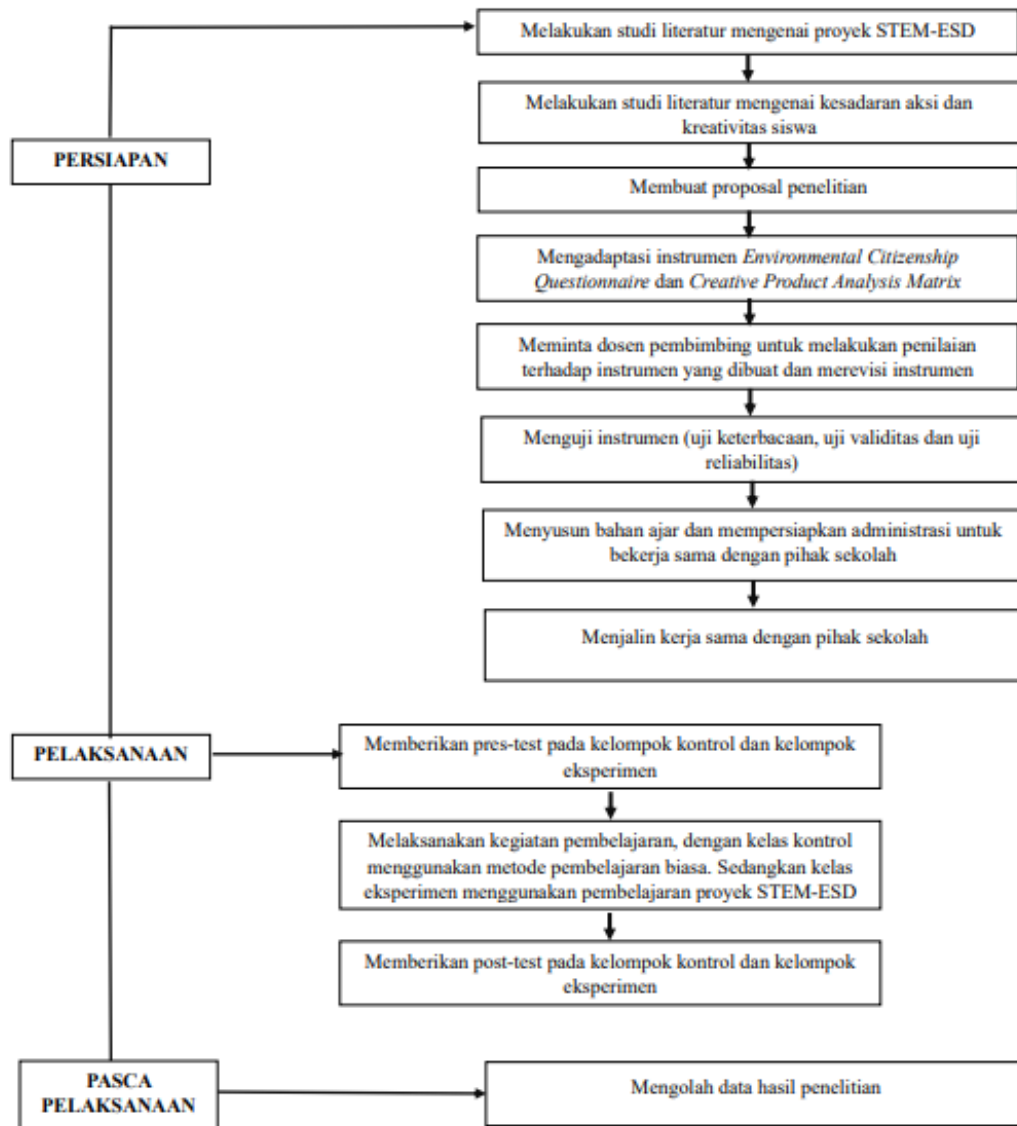 Melakukan studi literatur mengenai proyek STEM-ESD
Melakukan studi literatur mengenai kesadaran aksi dan
kreativitas siswa
PERSIAPAN
Membuat proposal penelitian
Mengadaptasi instrumen Environmental Citizenship
Questionnaire dan Creative Product Analysis Matrix
Meminta dosen pembimbing untuk melakukan penilaian
terhadap instrumen yang dibuat dan merevisi instrumen
Menguji instrumen (uji keterbacaan, uji validitas dan uji
reliabilitas)
Menyusun bahan ajar dan mempersiapkan administrasi untuk
bekerja sama dengan pihak sekolah
Menjalin kerja sama dengan pihak sekolah
PELAKSANAAN
Memberikan pres-test pada kelompok kontrol dan kelompok
eksperimen
Melaksanakan kegiatan pembelajaran, dengan kelas kontrol
menggunakan metode pembelajaran biasa. Sedangkan kelas
eksperimen menggunakan pembelajaran proyek STEM-ESD
Memberikan post-test pada kelompok kontrol dan kelompok
eksperimen
PASCA
PELAKSANAAN
Mengolah data hasil penelitian